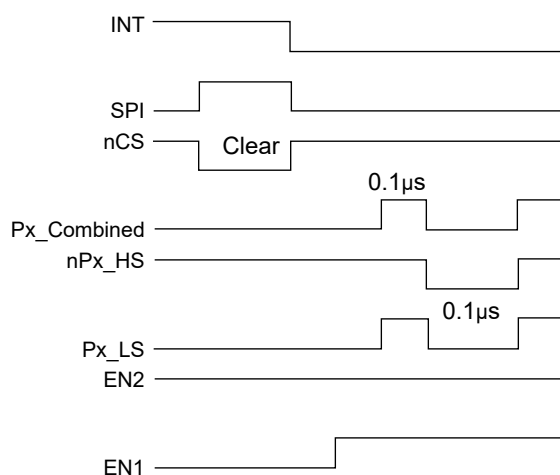 INT
SPI
nCS
Clear
0.1μs
Px_Combined
nPx_HS
0.1μs
Px_LS
EN2
EN1